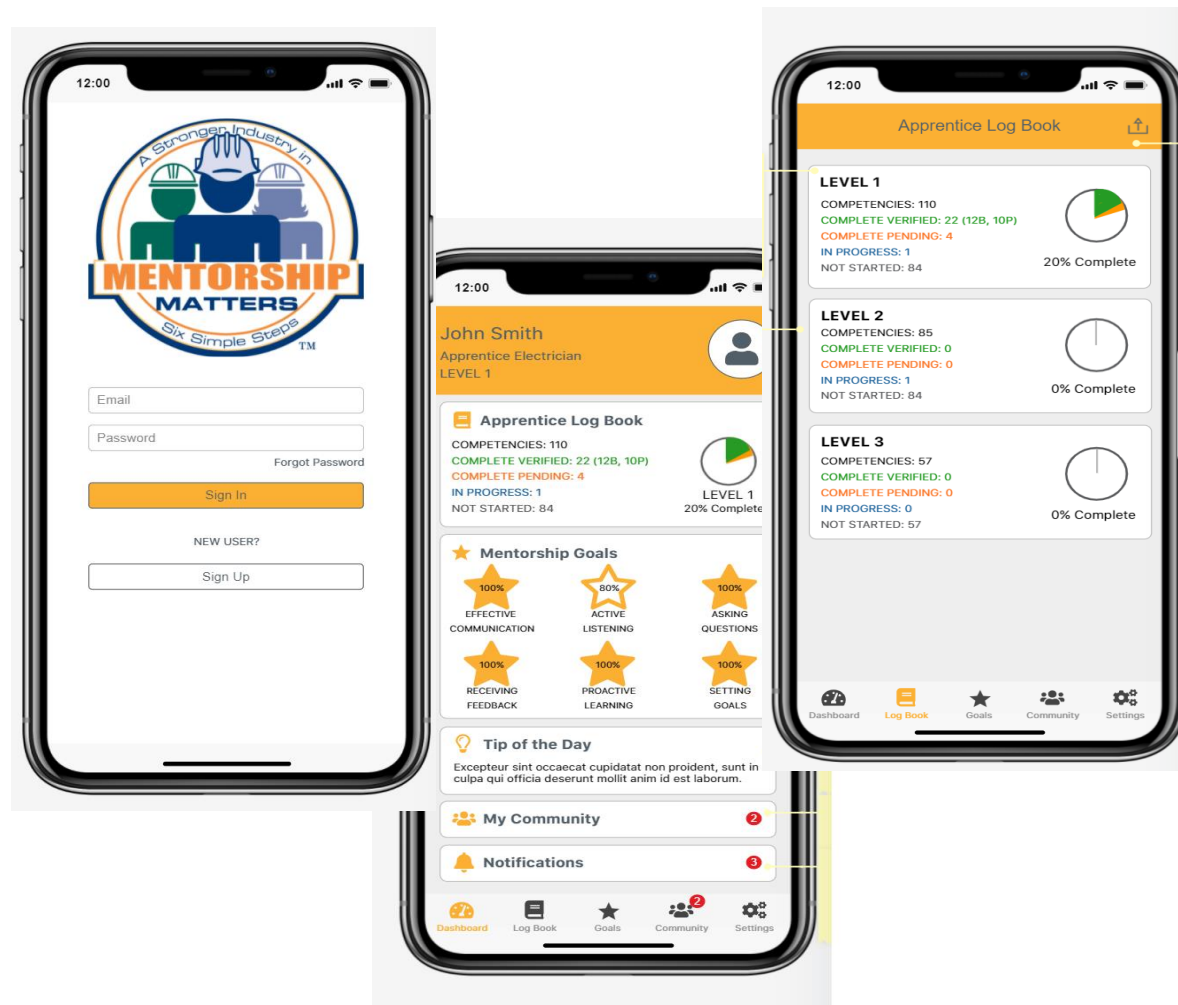 12:00
A Stronger Industry in
MENTORSHIP
MATTERS
Six Simple Steps
TM
Email
Password
Forgot Password
Sign In
NEW USER?
Sign Up
12:00
John Smith
Apprentice Electrician
LEVEL 1
Apprentice Log Book
COMPETENCIES: 110
COMPLETE VERIFIED: 22 (12B, 10P)
COMPLETE PENDING: 4
IN PROGRESS: 1
NOT STARTED: 84
LEVEL 1
20% Complete
Mentorship Goals
100%
80%
100%
EFFECTIVE
COMMUNICATION
ACTIVE
LISTENING
ASKING
QUESTIONS
100%
100%
100%
RECEIVING
FEEDBACK
PROACTIVE
LEARNING
SETTING
GOALS
Tip of the Day
Excepteur sint occaecat cupidatat non proident, sunt in
culpa qui officia deserunt mollit anim id est laborum.
My Community
2
Notifications
3
2
Dashboard
Log Book
Goals
Community
Settings
12:00
Apprentice Log Book
LEVEL 1
COMPETENCIES: 110
COMPLETE VERIFIED: 22 (12B, 10P)
COMPLETE PENDING: 4
IN PROGRESS: 1
NOT STARTED: 84
20% Complete
LEVEL 2
COMPETENCIES: 85
COMPLETE VERIFIED: 0
COMPLETE PENDING: 0
IN PROGRESS: 1
NOT STARTED: 84
0% Complete
LEVEL 3
COMPETENCIES: 57
COMPLETE VERIFIED: 0
COMPLETE PENDING: 0
IN PROGRESS: 0
NOT STARTED: 57
0% Complete
Dashboard
Log Book
Goals
Community
Settings